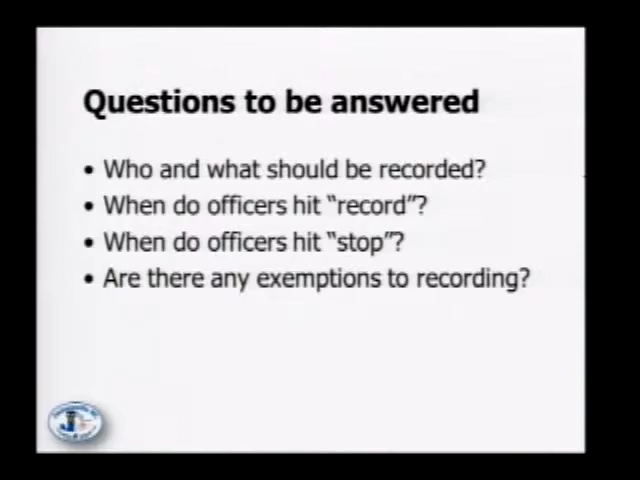 Questions to be answered
• Who and what should be recorded?
• When do officers hit “record”?
• When do officers hit “stop”?
• Are there any exemptions to recording?